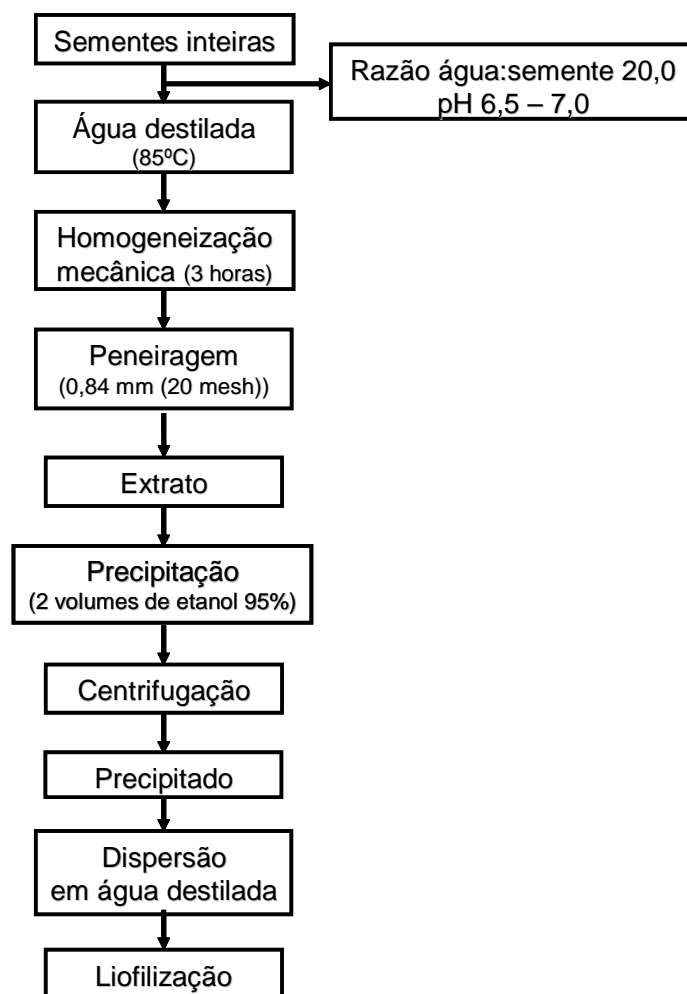 Sementes inteiras
Razão água:semente 20,0
pH 6,5 – 7,0
Água destilada
(85ºC)
Homogeneização
mecânica (3 horas)
Peneiragem
(0,84 mm (20 mesh))
Extrato
Precipitação
(2 volumes de etanol 95%)
Centrifugação
Precipitado
Dispersão
em água destilada
Liofilização